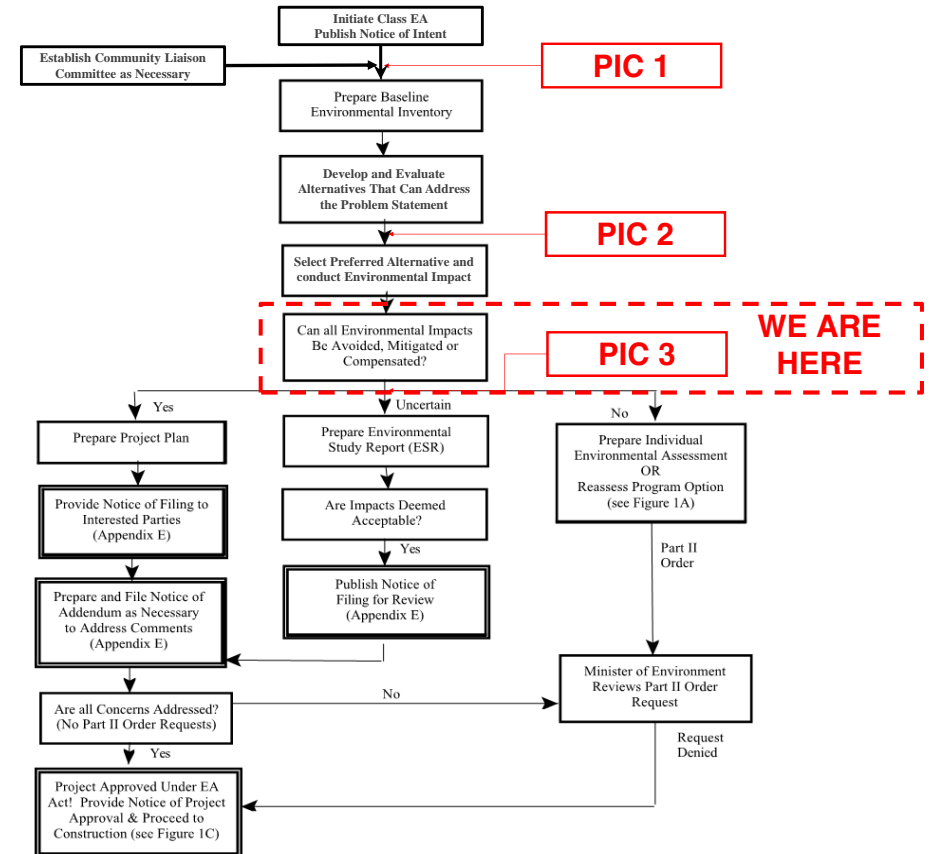 Initiate Class EA
Publish Notice of Intent
Establish Community Liaison
Committee as Necessary
PIC 1
Prepare Baseline
Environmental Inventory
Develop and Evaluate
Alternatives That Can Address
the Problem Statement
PIC 2
Select Preferred Alternative and
conduct Environmental Impact
WE ARE
HERE
Can all Environmental Impacts
Be Avoided, Mitigated or
Compensated?
PIC 3
Yes
Uncertain
No
Prepare Project Plan
Prepare Environmental
Study Report (ESR)
Prepare Individual
Environmental Assessment
OR
Reassess Program Option
(see Figure 1A)
Provide Notice of Filing to
Interested Parties
(Appendix E)
Are Impacts Deemed
Acceptable?
Yes
Part II
Order
Prepare and File Notice of
Addendum as Necessary
to Address Comments
(Appendix E)
Publish Notice of
Filing for Review
(Appendix E)
Are all Concerns Addressed?
(No Part II Order Requests)
No
Minister of Environment
Reviews Part II Order
Request
Yes
Request
Denied
Project Approved Under EA
Act! Provide Notice of Project
Approval & Proceed to
Construction (see Figure 1C)